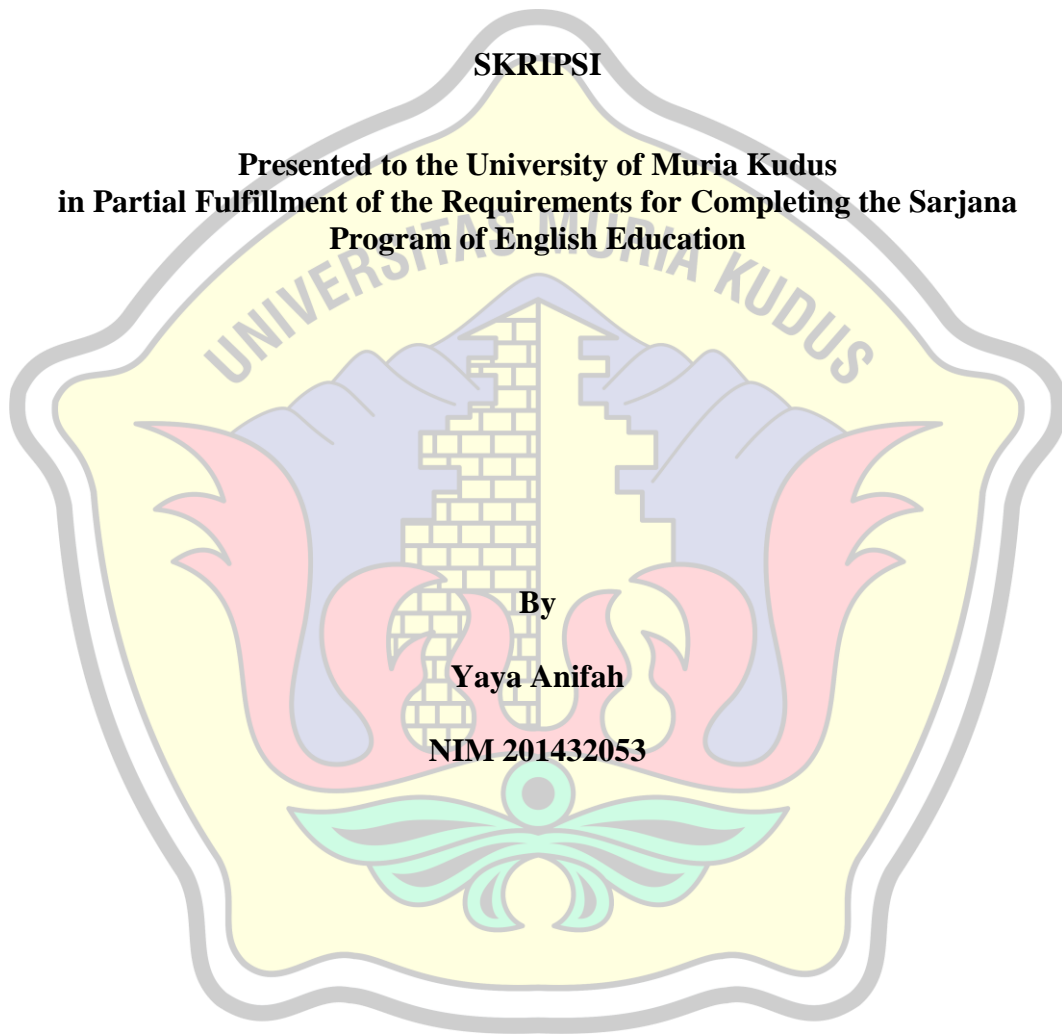 SKRIPSI
Presented to the University of Muria Kudus
in Partial Fulfillment of the Requirements for Completing the Sarjana
Program of English Education
UNIVERSITAS MURIA KUDUS
By
Yaya Anifah
NIM 201432053